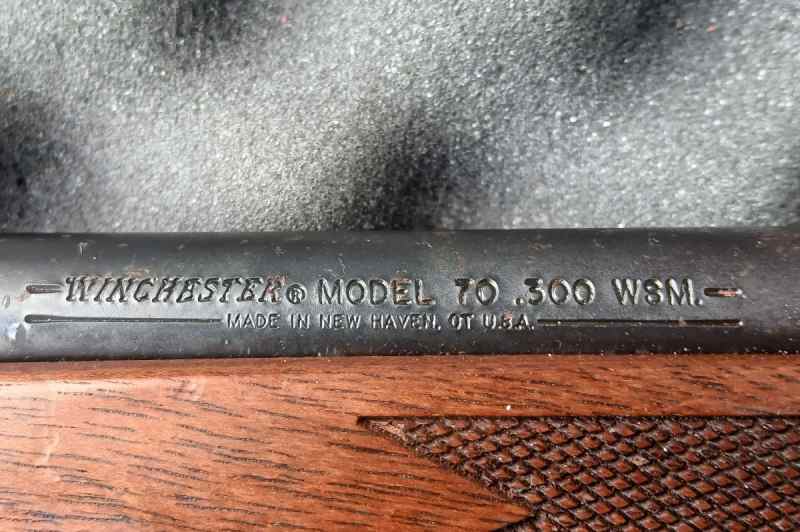 WINCHESTER® MODEL 70 .300 WSM.
MADE IN NEW HAVEN, CT U.S.A.